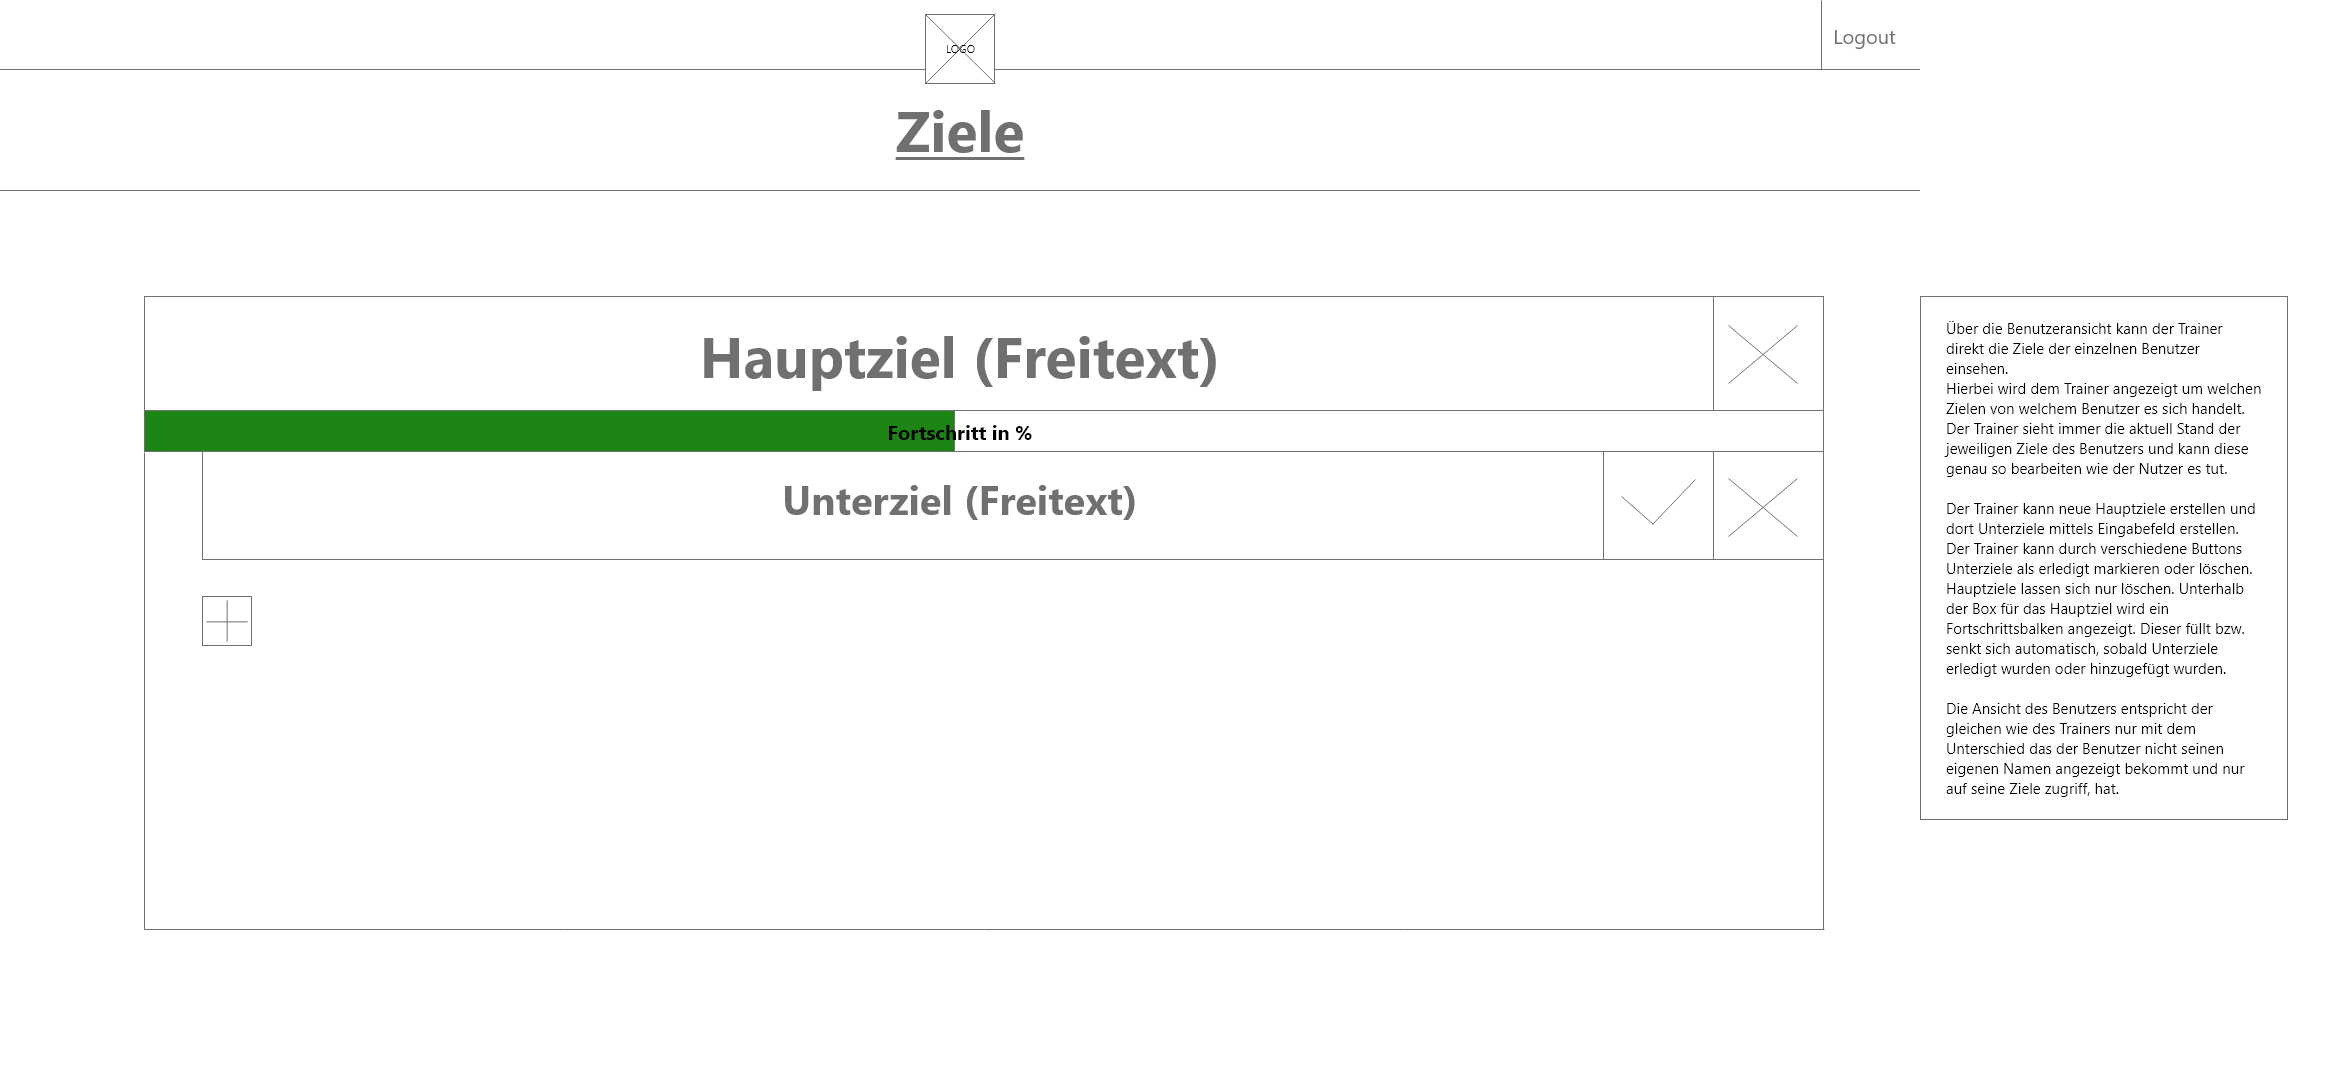 LOGO
Logout
Ziele
Hauptziel (Freitext)
Fortschritt in %
Unterziel (Freitext)
Über die Benutzeransicht kann der Trainer
direkt die Ziele der einzelnen Benutzer
einsehen.
Hierbei wird dem Trainer angezeigt um welchen
Zielen von welchem Benutzer es sich handelt.
Der Trainer sieht immer die aktuell Stand der
jeweiligen Ziele des Benutzers und kann diese
genau so bearbeiten wie der Nutzer es tut.
Der Trainer kann neue Hauptziele erstellen und
dort Unterziele mittels Eingabefeld erstellen.
Der Trainer kann durch verschiedene Buttons
Unterziele als erledigt markieren oder löschen.
Hauptziele lassen sich nur löschen. Unterhalb
der Box für das Hauptziel wird ein
Fortschrittsbalken angezeigt. Dieser füllt bzw.
senkt sich automatisch, sobald Unterziele
erledigt wurden oder hinzugefügt wurden.
Die Ansicht des Benutzers entspricht der
gleichen wie des Trainers nur mit dem
Unterschied das der Benutzer nicht seinen
eigenen Namen angezeigt bekommt und nur
auf seine Ziele zugriff, hat.